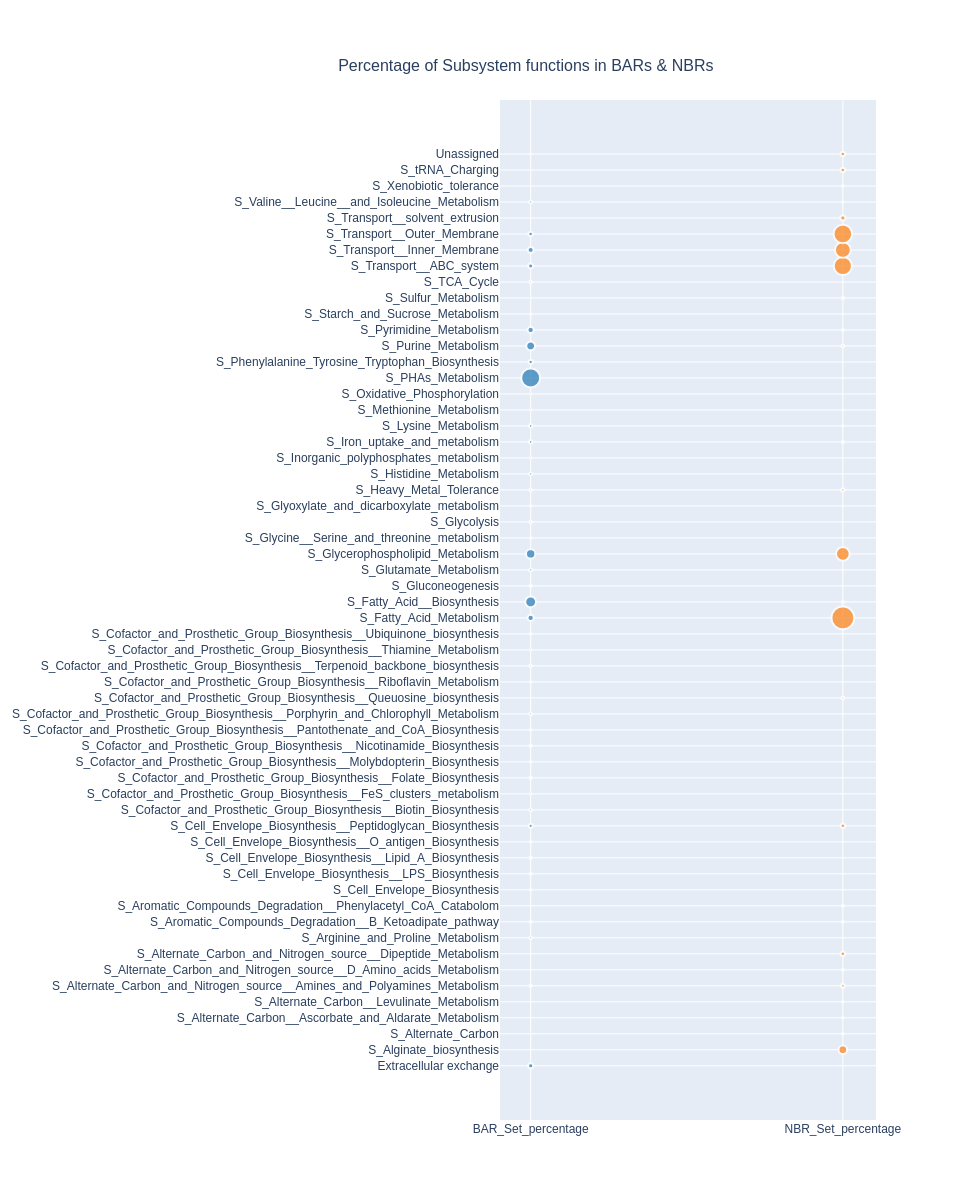 Percentage of Subsystem functions in BARs & NBRs
Unassigned
S_tRNA_Charging
S_Xenobiotic_tolerance
S_Valine__Leucine__and_Isoleucine_Metabolism
S_Transport__solvent_extrusion
S_Transport__Outer_Membrane
S_Transport__Inner_Membrane
S_Transport__ABC_system
S_TCA_Cycle
S_Sulfur_Metabolism
S_Starch_and_Sucrose_Metabolism
S_Pyrimidine_Metabolism
S_Purine_Metabolism
S_Phenylalanine_Tyrosine_Tryptophan_Biosynthesis
S_PHAs_Metabolism
S_Oxidative_Phosphorylation
S_Methionine_Metabolism
S_Lysine_Metabolism
S_Iron_uptake_and_metabolism
S_Inorganic_polyphosphates_metabolism
S_Histidine_Metabolism
S_Heavy_Metal_Tolerance
S_Glyoxylate_and_dicarboxylate_metabolism
S_Glycolysis
S_Glycine__Serine_and_threonine_metabolism
S_Glycerophospholipid_Metabolism
S_Glutamate_Metabolism
S_Gluconeogenesis
S_Fatty_Acid__Biosynthesis
S_Fatty_Acid_Metabolism
S_Cofactor_and_Prosthetic_Group_Biosynthesis__Ubiquinone_biosynthesis
S_Cofactor_and_Prosthetic_Group_Biosynthesis__Thiamine_Metabolism
S_Cofactor_and_Prosthetic_Group_Biosynthesis__Terpenoid_backbone_biosynthesis
S_Cofactor_and_Prosthetic_Group_Biosynthesis__Riboflavin_Metabolism
S_Cofactor_and_Prosthetic_Group_Biosynthesis__Queuosine_biosynthesis
S_Cofactor_and_Prosthetic_Group_Biosynthesis__Porphyrin_and_Chlorophyll_Metabolism
S_Cofactor_and_Prosthetic_Group_Biosynthesis__Pantothenate_and_CoA_Biosynthesis
S_Cofactor_and_Prosthetic_Group_Biosynthesis__Nicotinamide_Biosynthesis
S_Cofactor_and_Prosthetic_Group_Biosynthesis__Molybdopterin_Biosynthesis
S_Cofactor_and_Prosthetic_Group_Biosynthesis__Folate_Biosynthesis
S_Cofactor_and_Prosthetic_Group_Biosynthesis__FeS_clusters_metabolism
S_Cofactor_and_Prosthetic_Group_Biosynthesis__Biotin_Biosynthesis
S_Cell_Envelope_Biosynthesis__Peptidoglycan_Biosynthesis
S_Cell_Envelope_Biosynthesis__O_antigen_Biosynthesis
S_Cell_Envelope_Biosynthesis__Lipid_A_Biosynthesis
S_Cell_Envelope_Biosynthesis__LPS_Biosynthesis
S_Cell_Envelope_Biosynthesis
S_Aromatic_Compounds_Degradation__Phenylacetyl_CoA_Catabolom
S_Aromatic_Compounds_Degradation__B_Ketoadipate_pathway
S_Arginine_and_Proline_Metabolism
S_Alternate_Carbon_and_Nitrogen_source__Dipeptide_Metabolism
S_Alternate_Carbon_and_Nitrogen_source__D_Amino_acids_Metabolism
S_Alternate_Carbon_and_Nitrogen_source__Amines_and_Polyamines_Metabolism
S_Alternate_Carbon__Levulinate_Metabolism
S_Alternate_Carbon__Ascorbate_and_Aldarate_Metabolism
S_Alternate_Carbon
S_Alginate_biosynthesis
Extracellular exchange
BAR_Set_percentage
NBR_Set_percentage